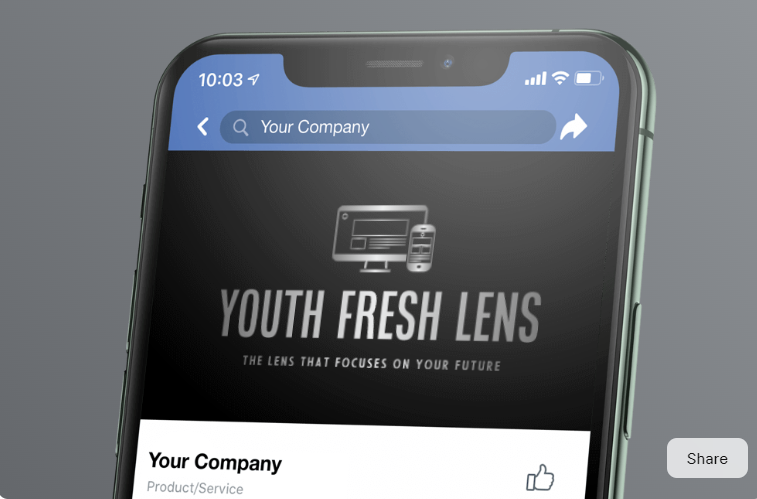 10:03
Your Company
YOUTH FRESH LENS
THE LENS THAT FOCUSES ON YOUR FUTURE
Your Company
Product/Service
Share